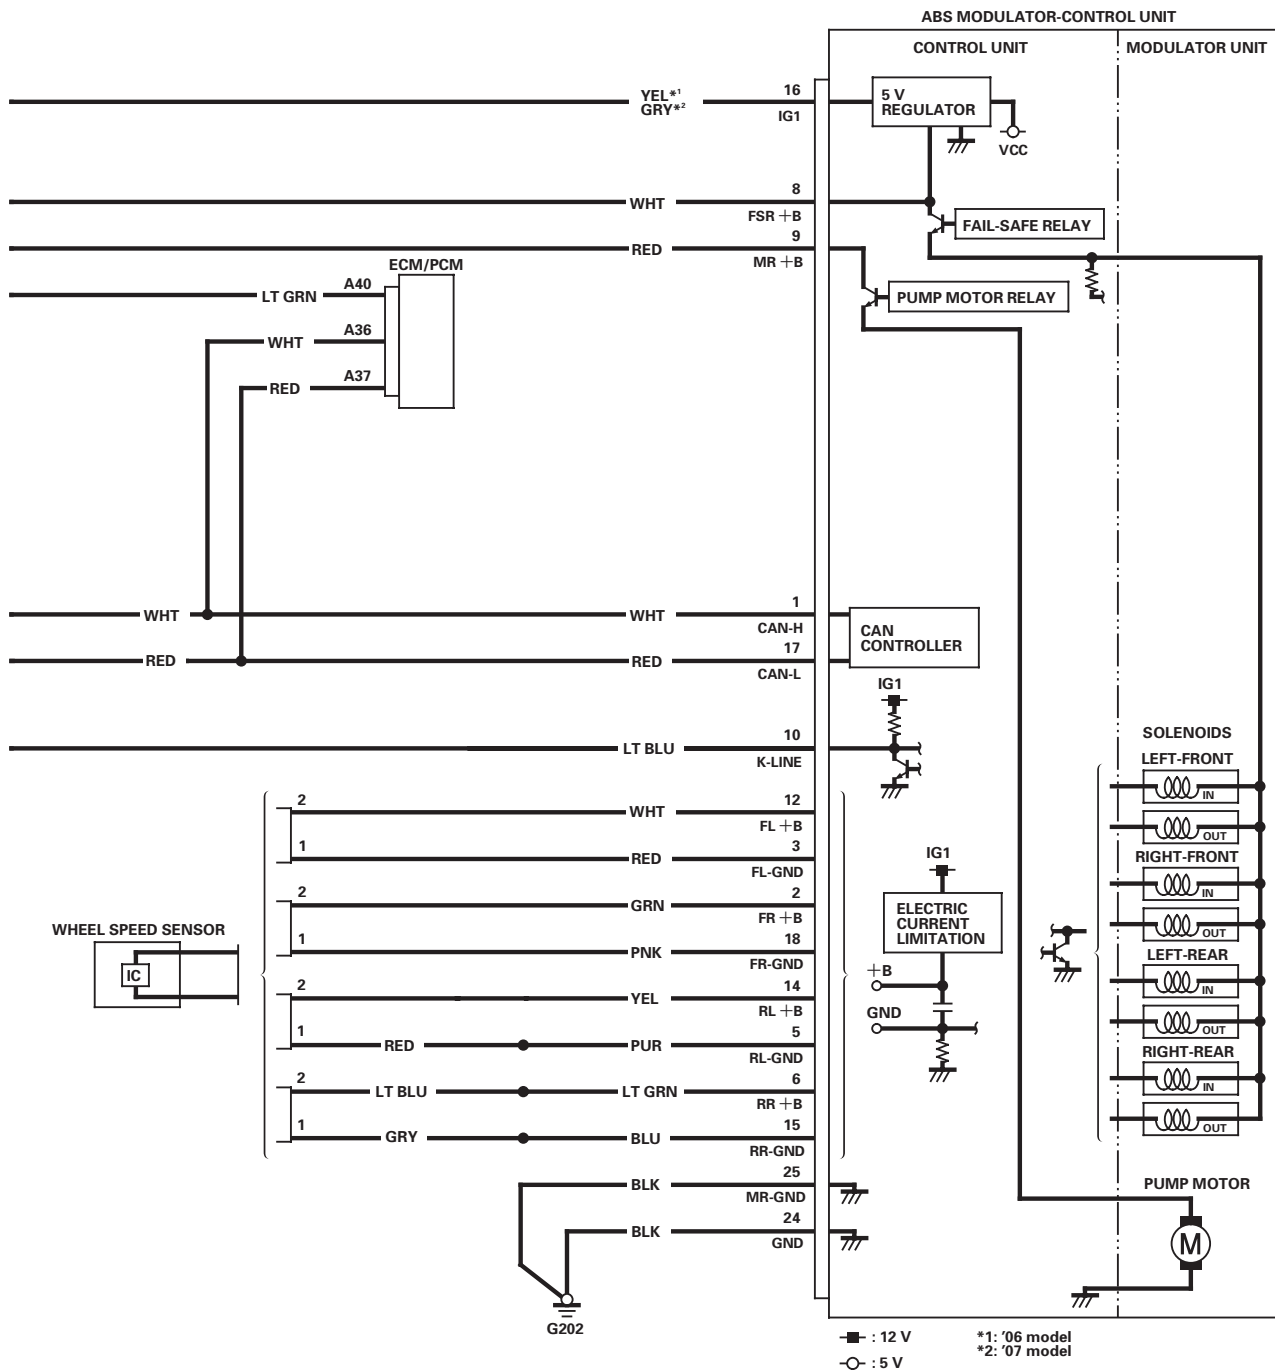 ABS MODULATOR-CONTROL UNIT
CONTROL UNIT
MODULATOR UNIT
YEL*1
GRY*2
16
IG1
5 V
REGULATOR
VCC
WHT
8
FSR +B
FAIL-SAFE RELAY
RED
9
MR +B
ECM/PCM
LT GRN
A40
PUMP MOTOR RELAY
WHT
A36
RED
A37
WHT
WHT
1
CAN-H
CAN
CONTROLLER
RED
RED
17
CAN-L
IG1
LT BLU
10
K-LINE
SOLENOIDS
LEFT-FRONT
IN
OUT
RIGHT-FRONT
IN
OUT
LEFT-REAR
IN
OUT
RIGHT-REAR
IN
OUT
2
WHT
12
FL +B
1
RED
3
FL-GND
IG1
2
GRN
2
FR +B
ELECTRIC
CURRENT
LIMITATION
WHEEL SPEED SENSOR
IC
1
PNK
18
FR-GND
+B
2
YEL
14
RL +B
GND
1
RED
PUR
5
RL-GND
2
LT BLU
LT GRN
6
RR +B
1
GRY
BLU
15
RR-GND
BLK
25
MR-GND
PUMP MOTOR
M
BLK
24
GND
G202
: 12 V
: 5 V
*1: '06 model
*2: '07 model